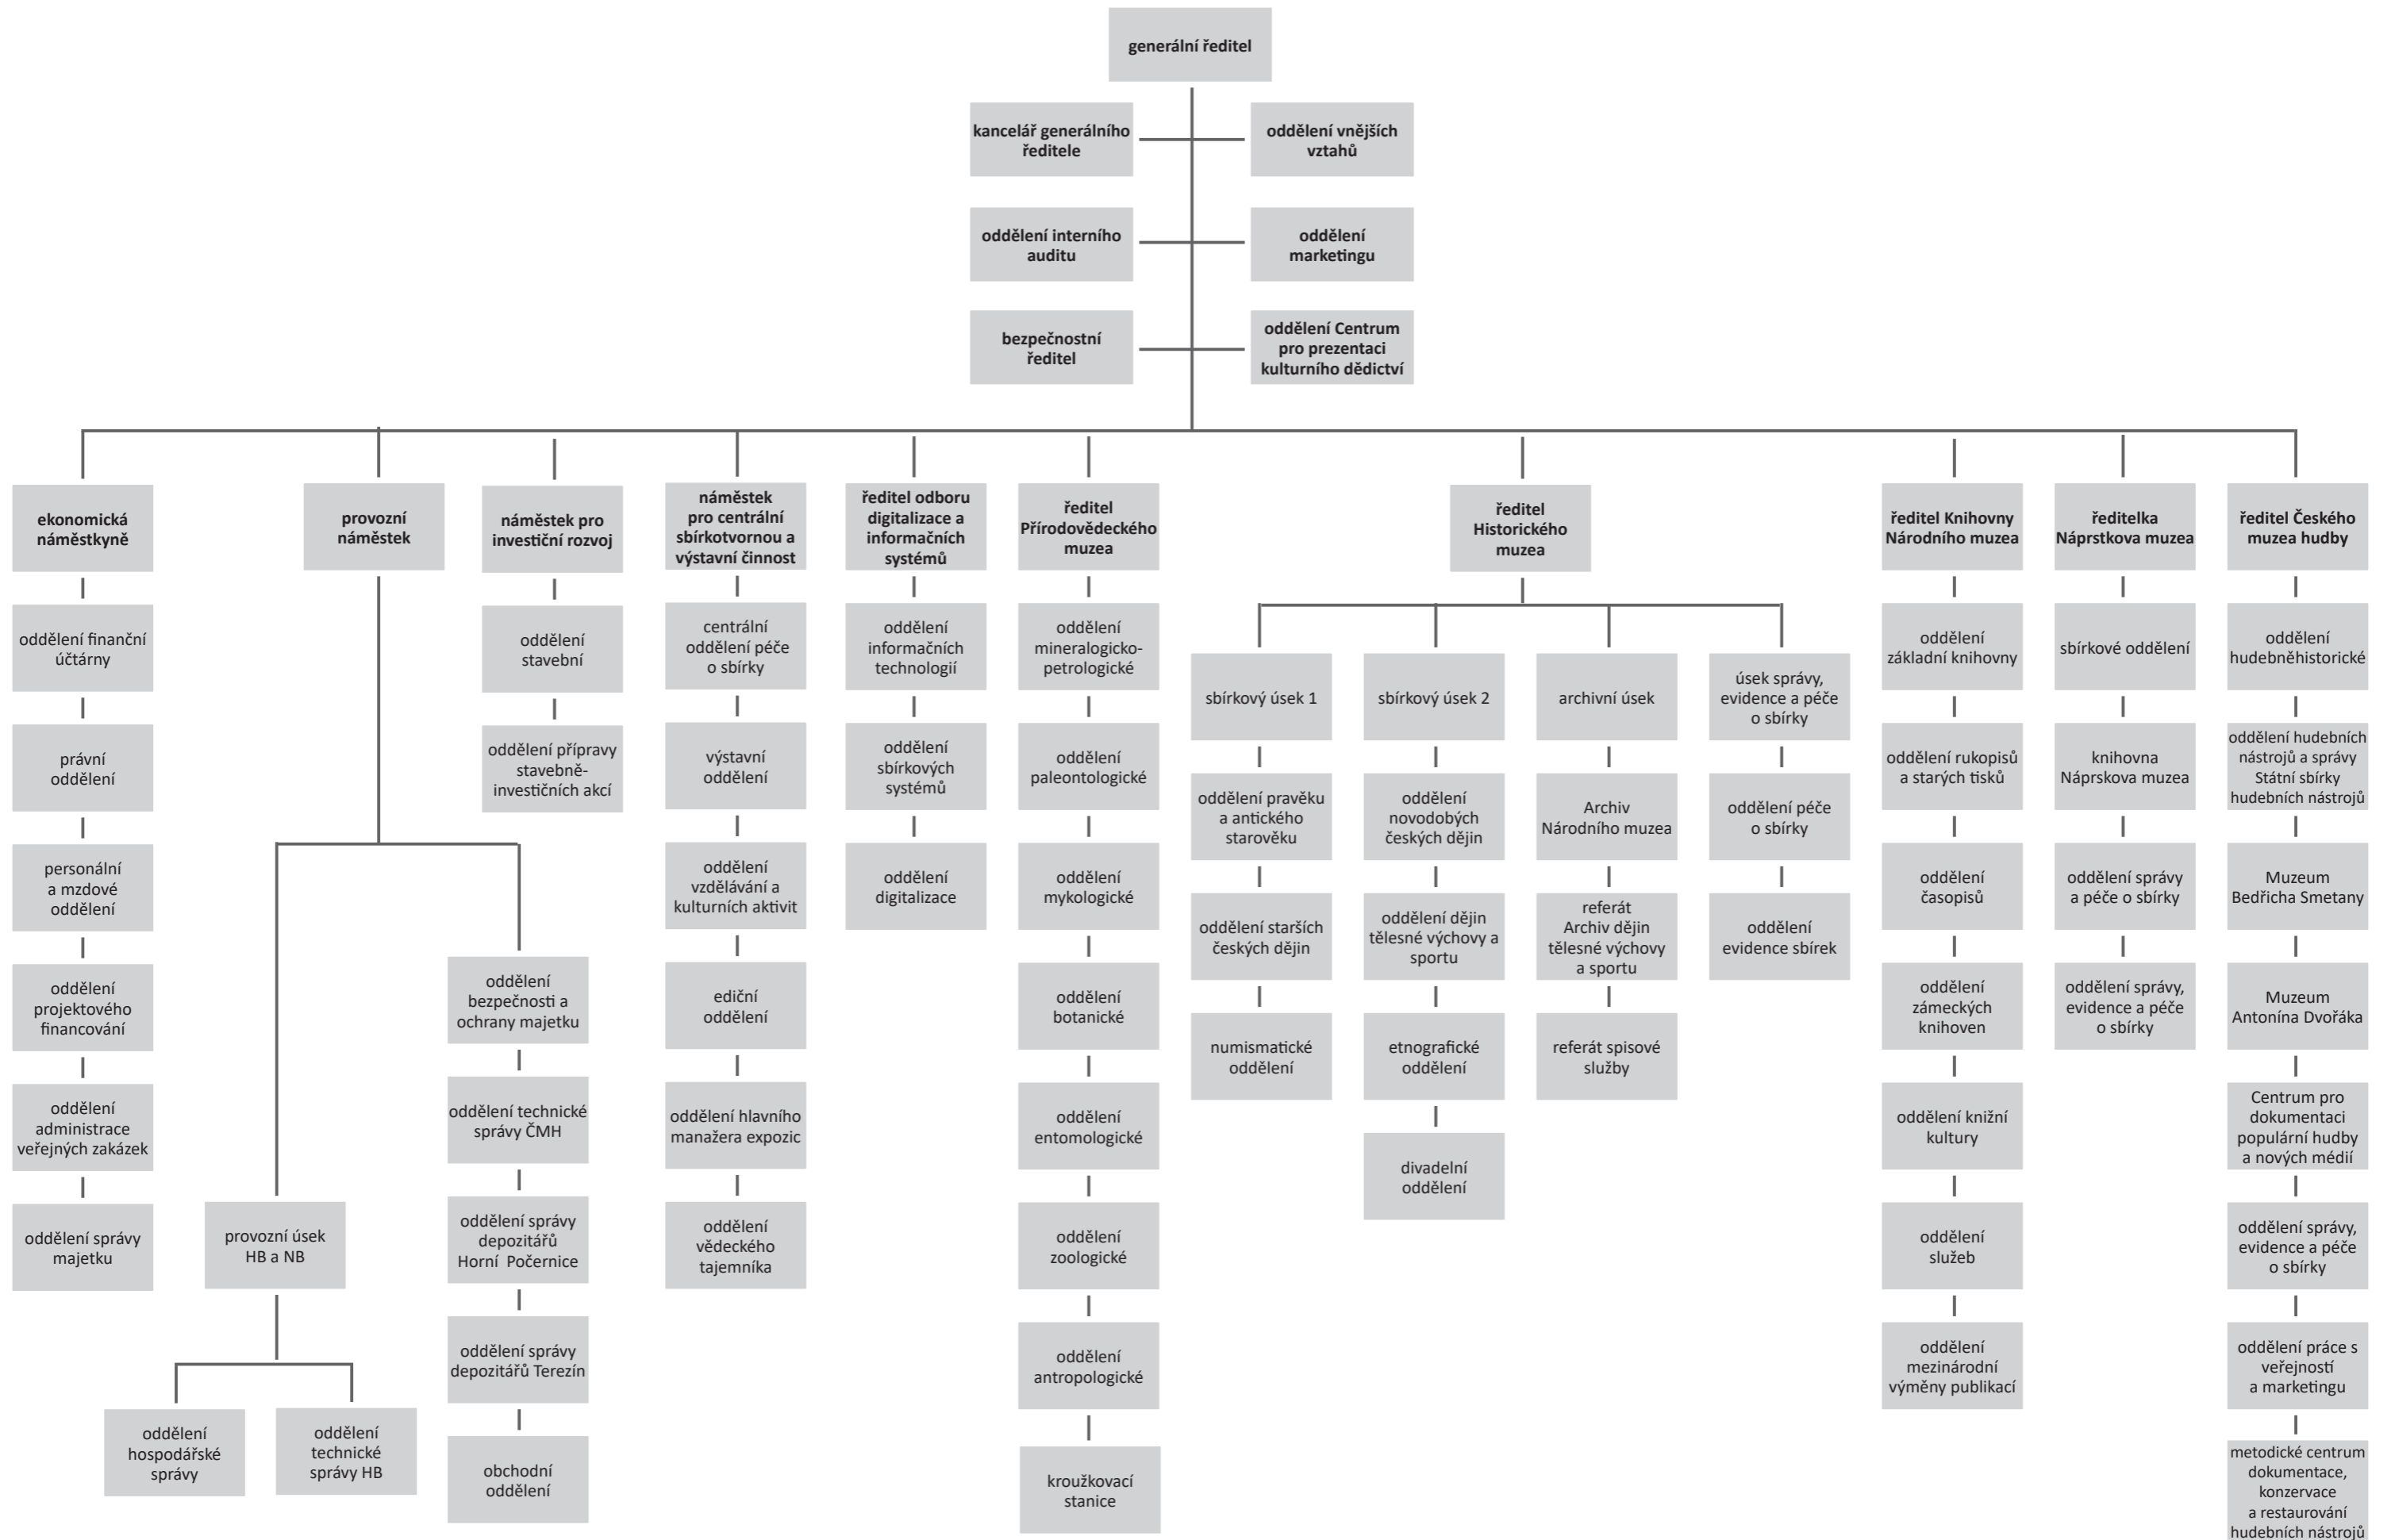 generální ředitel
kancelář generálního
ředitele
oddělení vnějších
vztahů
oddělení interního
auditu
oddělení
marketingu
bezpečnostní
ředitel
oddělení Centrum
pro prezentaci
kulturního dědictví
ekonomická
náměstkyně
oddělení finanční
účtárny
právní
oddělení
personální
a mzdové
oddělení
oddělení
projektového
financování
oddělení
administrace
veřejných zakázek
oddělení správy
majetku
provozní
náměstek
provozní úsek
HB a NB
oddělení
hospodářské
správy
oddělení
technické
správy HB
oddělení
bezpečnosti a
ochrany majetku
oddělení technické
správy ČMH
oddělení správy
depozitářů
Horní Počernice
oddělení správy
depozitářů Terezín
obchodní
oddělení
náměstek pro
investiční rozvoj
oddělení
stavební
oddělení přípravy
stavebně-
investičních akcí
náměstek
pro centrální
sbírkotvornou a
výstavní činnost
centrální
oddělení péče
o sbírky
výstavní
oddělení
oddělení
vzdělávání a
kulturních aktivit
ediční
oddělení
oddělení hlavního
manažera expozic
oddělení
vědeckého
tajemníka
ředitel odboru
digitalizace a
informačních
systémů
oddělení
informačních
technologií
oddělení
sbírkových
systémů
oddělení
digitalizace
ředitel
Přírodovědeckého
muzea
oddělení
mineralogicko-
petrologické
oddělení
paleontologické
oddělení
mykologické
oddělení
botanické
oddělení
entomologické
oddělení
zoologické
oddělení
antropologické
kroužkovací
stanice
ředitel
Historického
muzea
sbírkový úsek 1
oddělení pravěku
a antického
starověku
oddělení starších
českých dějin
numismatické
oddělení
sbírkový úsek 2
oddělení
novodobých
českých dějin
oddělení dějin
tělesné výchovy a
sportu
etnografické
oddělení
divadelní
oddělení
archivní úsek
Archiv
Národního muzea
referát
Archiv dějin
tělesné výchovy
a sportu
referát spisové
služby
úsek správy,
evidence a péče
o sbírky
oddělení péče
o sbírky
oddělení
evidence sbírek
ředitel Knihovny
Národního muzea
oddělení
základní knihovny
oddělení rukopisů
a starých tisků
oddělení
časopisů
oddělení
zámeckých
knihoven
oddělení knižní
kultury
oddělení
služeb
oddělení
mezinárodní
výměny publikací
ředitelka
Náprstkova muzea
sbírkové oddělení
knihovna
Náprskova muzea
oddělení správy
a péče o sbírky
oddělení správy,
evidence a péče
o sbírky
ředitel Českého
muzea hudby
oddělení
hudebněhistorické
oddělení hudebních
nástrojů a správy
Státní sbírky
hudebních nástrojů
Muzeum
Bedřicha Smetany
Muzeum
Antonína Dvořáka
Centrum pro
dokumentaci
populární hudby
a nových médií
oddělení správy,
evidence a péče
o sbírky
oddělení práce s
veřejností
a marketingu
metodické centrum
dokumentace,
konzervace
a restaurování
hudebních nástrojů